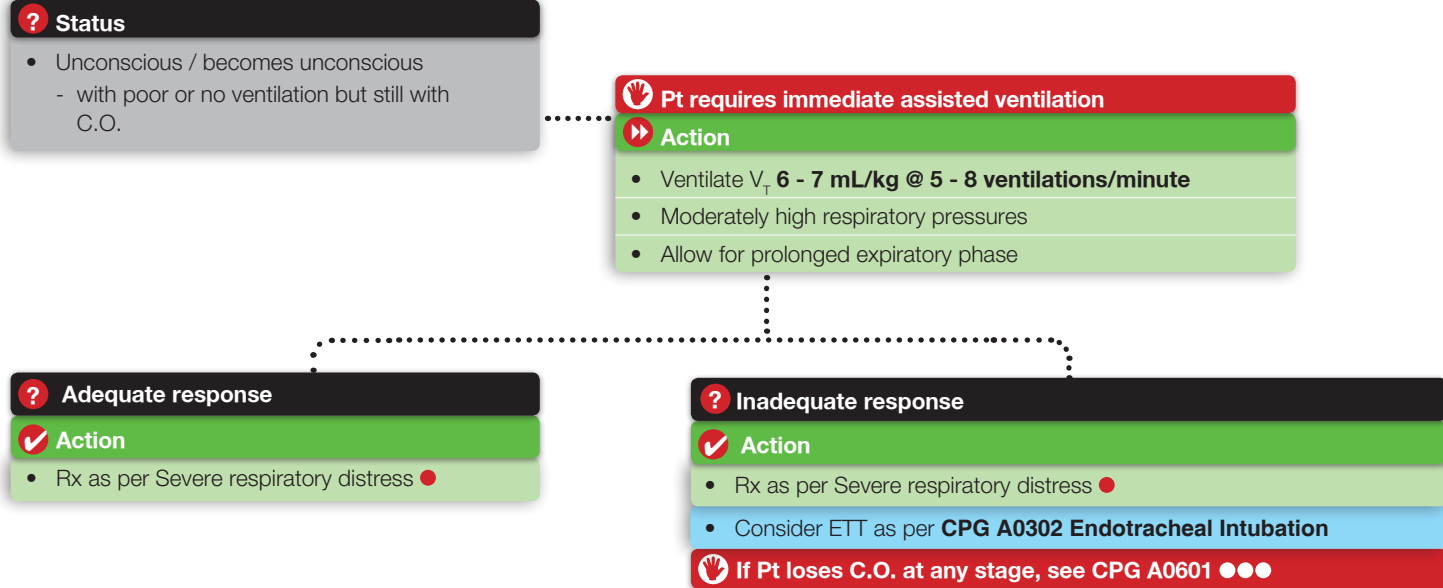 ? Status
• Unconscious / becomes unconscious
- with poor or no ventilation but still with
C.O.
Pt requires immediate assisted ventilation
Action
• Ventilate V_T 6 - 7 mL/kg @ 5 - 8 ventilations/minute
• Moderately high respiratory pressures
• Allow for prolonged expiratory phase
? Adequate response
Action
• Rx as per Severe respiratory distress ●
? Inadequate response
Action
• Rx as per Severe respiratory distress ●
• Consider ETT as per CPG A0302 Endotracheal Intubation
If Pt loses C.O. at any stage, see CPG A0601 ●●●